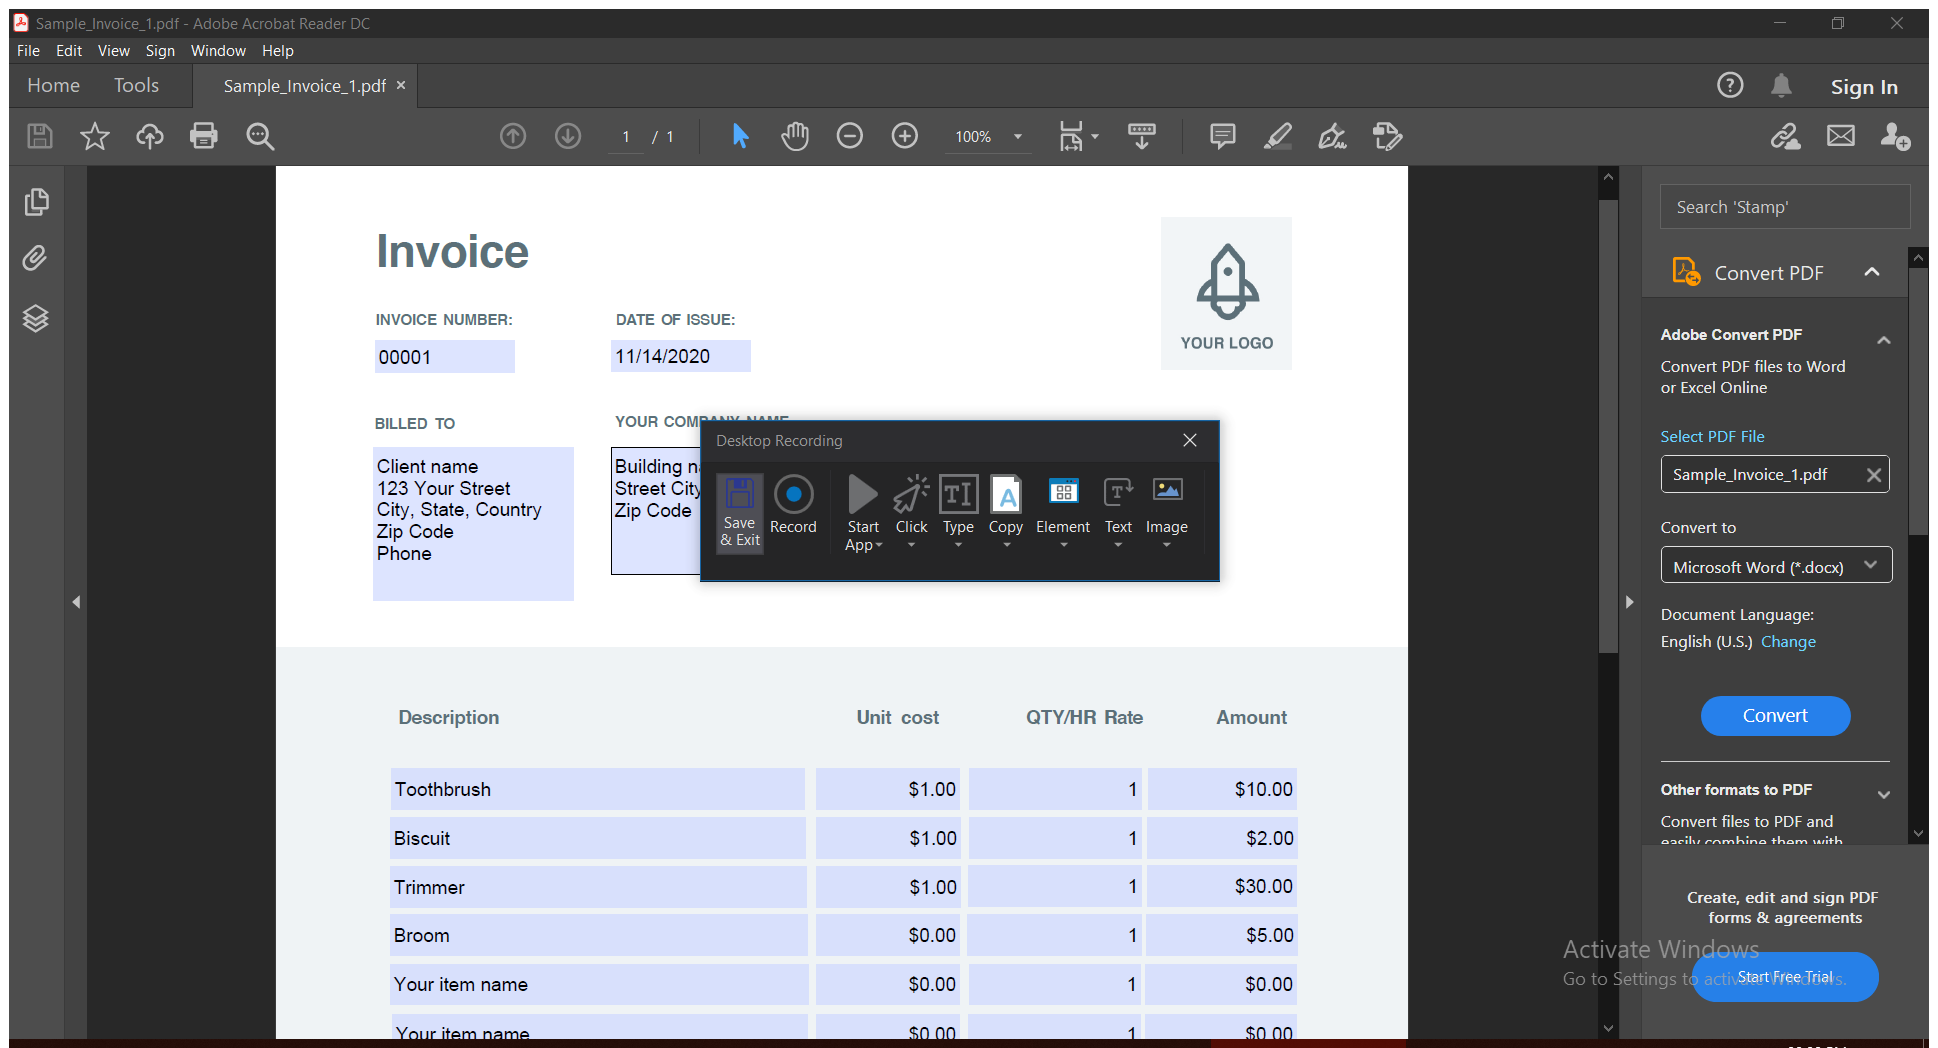 Sample_Invoice_1.pdf - Adobe Acrobat Reader DC
File Edit View Sign Window Help
Home Tools Sample_Invoice_1.pdf × Sign In
1 / 1 100%
Search 'Stamp'
Convert PDF
Adobe Convert PDF
Convert PDF files to Word
or Excel Online
Select PDF File
Sample_Invoice_1.pdf
Convert to
Microsoft Word (*.docx)
Document Language:
English (U.S.) Change
Convert
Other formats to PDF
Convert files to PDF and
easily combine them with
Create, edit and sign PDF
forms & agreements
Start Free Trial
Activate Windows
Go to Settings to activate Windows.
Invoice
YOUR LOGO
INVOICE NUMBER: DATE OF ISSUE:
00001 11/14/2020
BILLED TO YOUR COMPANY NAME
Client name
123 Your Street
City, State, Country
Zip Code
Phone
Building
Street City
Zip Code
Desktop Recording
Save & Exit
Record
Start App
Click
Type
Copy
Element
Text
Image
Description Unit cost QTY/HR Rate Amount
Toothbrush $1.00 1 $10.00
Biscuit $1.00 1 $2.00
Trimmer $1.00 1 $30.00
Broom $0.00 1 $5.00
Your item name $0.00 1 $0.00
Your item name $0.00 1 $0.00